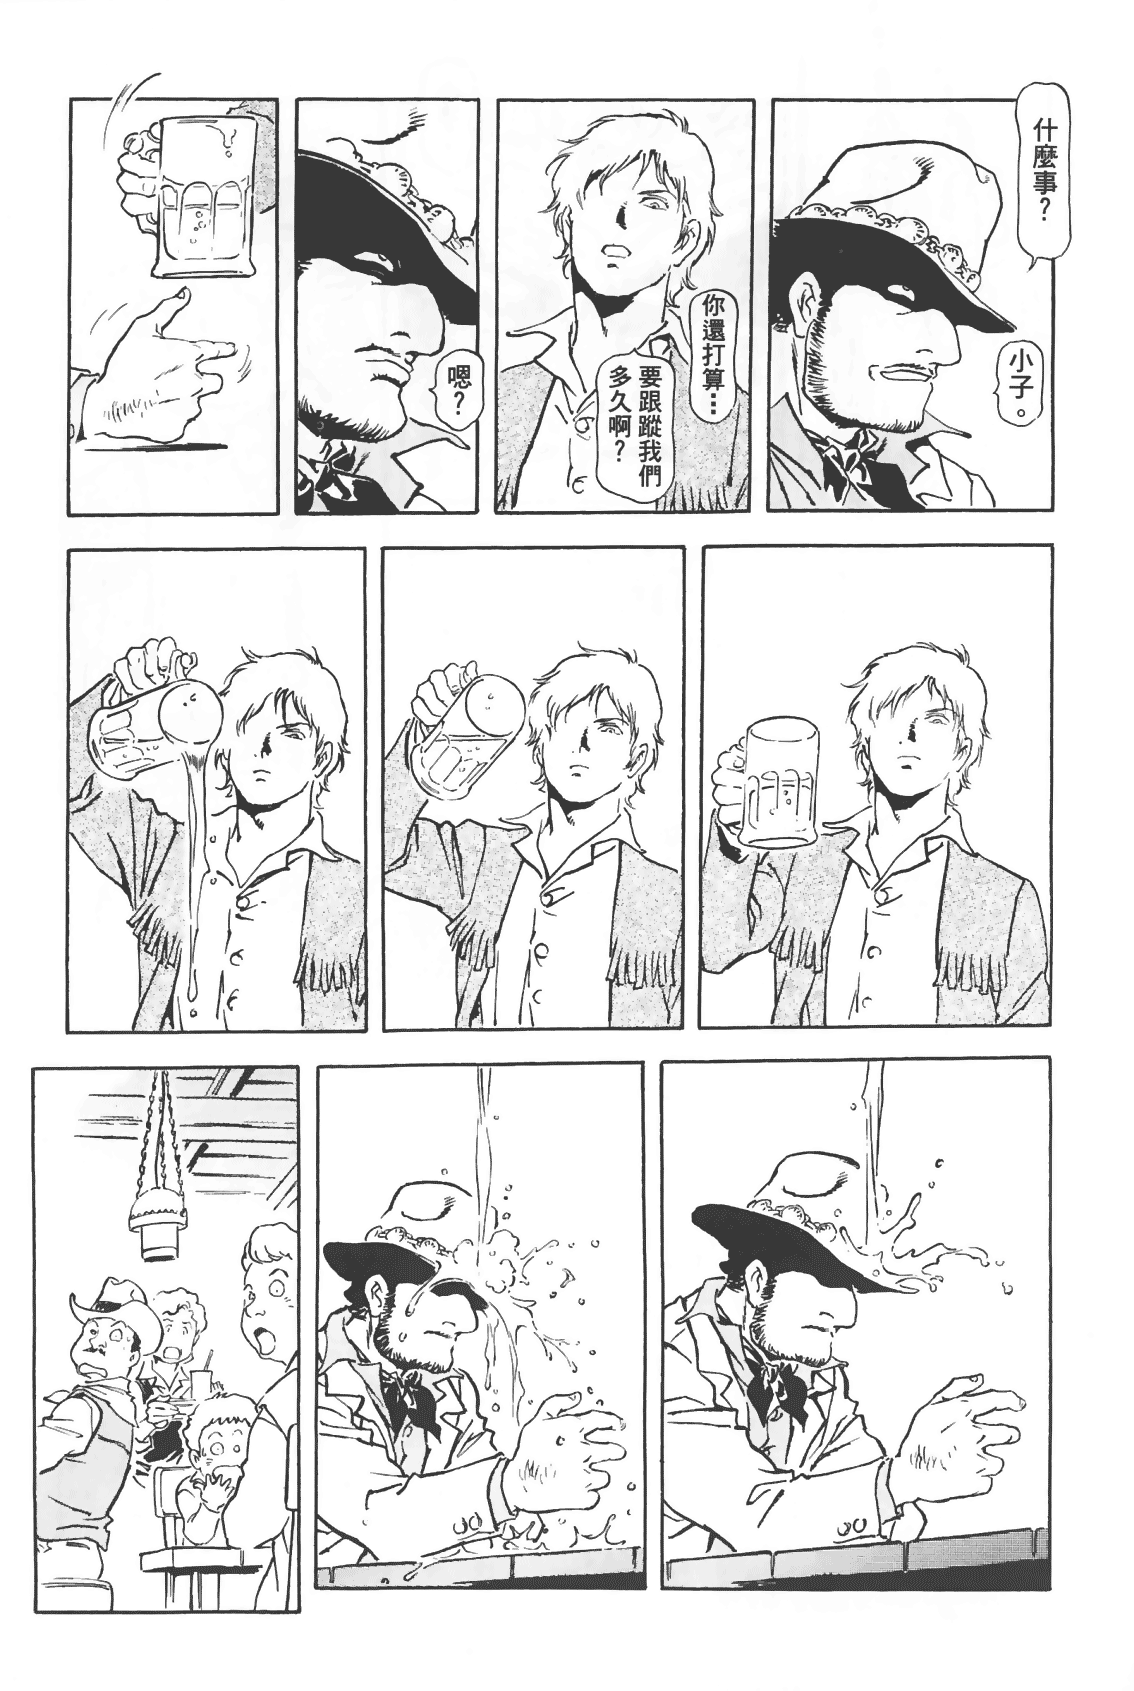 什麼事？
小子。
你還打算…
要跟蹤我們
多久啊？
嗯？